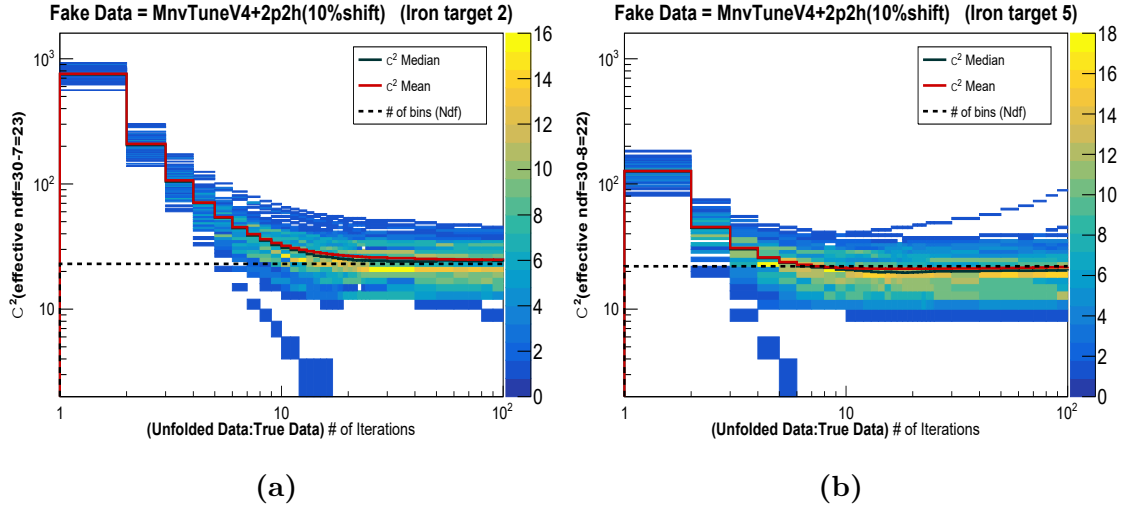 Fake Data = MnvTuneV4+2p2h(10%shift) (Iron target 2)
c² Median
c² Mean
# of bins (Ndf)
C²(effective ndf=30-7=23)
10³
10²
10
1
10
10²
(Unfolded Data:True Data) # of Iterations
16
14
12
10
8
6
4
2
0
(a)
Fake Data = MnvTuneV4+2p2h(10%shift) (Iron target 5)
c² Median
c² Mean
# of bins (Ndf)
C²(effective ndf=30-8=22)
10³
10²
10
1
10
10²
(Unfolded Data:True Data) # of Iterations
18
16
14
12
10
8
6
4
2
0
(b)